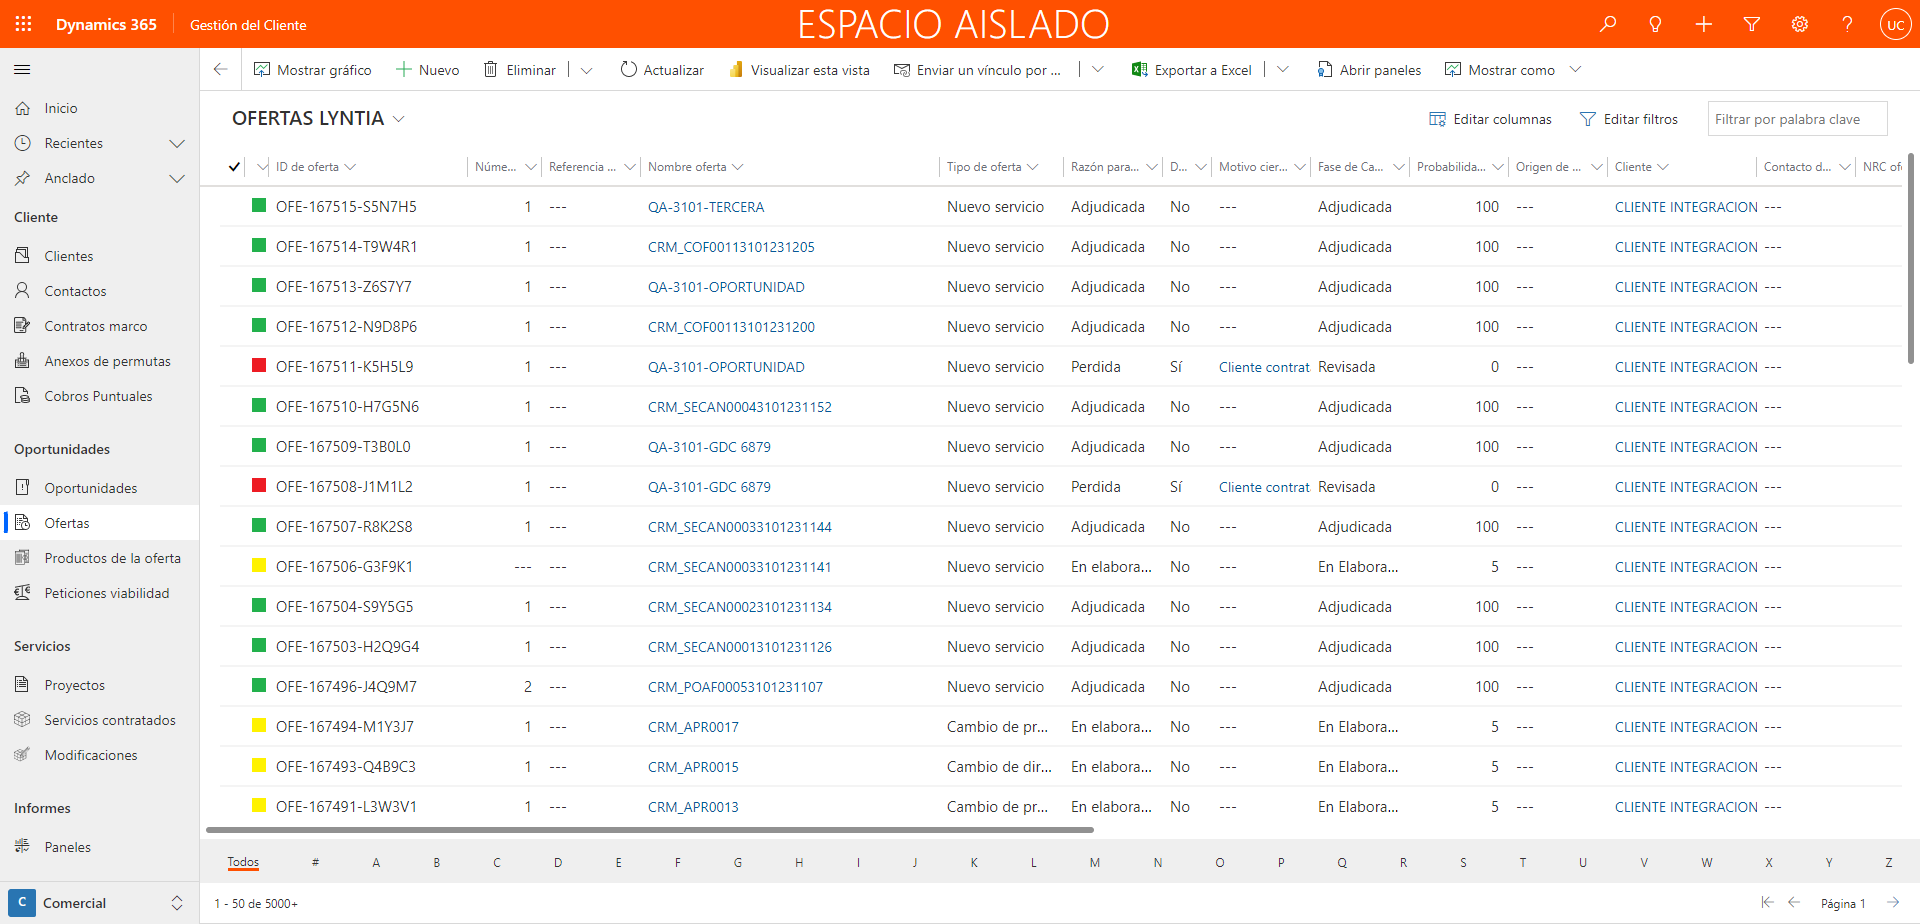 Dynamics 365 Gestión del Cliente ESPACIO AISLADO UC
Mostrar gráfico Nuevo Eliminar Actualizar Visualizar esta vista Enviar un vínculo por ... Exportar a Excel Abrir paneles Mostrar como
Inicio
Recientes
Anclado
Cliente
Clientes
Contactos
Contratos marco
Anexos de permutas
Cobros Puntuales
Oportunidades
Oportunidades
Ofertas
Productos de la oferta
Peticiones viabilidad
Servicios
Proyectos
Servicios contratados
Modificaciones
Informes
Paneles
C Comercial
OFERTAS LYNTIA Editar columnas Editar filtros Filtrar por palabra clave
ID de oferta Núme... Referencia ... Nombre oferta Tipo de oferta Razón para... D... Motivo cier... Fase de Ca... Probabilida... Origen de ... Cliente Contacto d... NRC ofe
OFE-167515-S5N7H5 1 --- QA-3101-TERCERA Nuevo servicio Adjudicada No --- Adjudicada 100 --- CLIENTE INTEGRACION ---
OFE-167514-T9W4R1 1 --- CRM_COF00113101231205 Nuevo servicio Adjudicada No --- Adjudicada 100 --- CLIENTE INTEGRACION ---
OFE-167513-Z6S7Y7 1 --- QA-3101-OPORTUNIDAD Nuevo servicio Adjudicada No --- Adjudicada 100 --- CLIENTE INTEGRACION ---
OFE-167512-N9D8P6 1 --- CRM_COF00113101231200 Nuevo servicio Adjudicada No --- Adjudicada 100 --- CLIENTE INTEGRACION ---
OFE-167511-K5H5L9 1 --- QA-3101-OPORTUNIDAD Nuevo servicio Perdida Sí Cliente contrat Revisada 0 --- CLIENTE INTEGRACION ---
OFE-167510-H7G5N6 1 --- CRM_SECAN00043101231152 Nuevo servicio Adjudicada No --- Adjudicada 100 --- CLIENTE INTEGRACION ---
OFE-167509-T3B0L0 1 --- QA-3101-GDC 6879 Nuevo servicio Adjudicada No --- Adjudicada 100 --- CLIENTE INTEGRACION ---
OFE-167508-J1M1L2 1 --- QA-3101-GDC 6879 Nuevo servicio Perdida Sí Cliente contrat Revisada 0 --- CLIENTE INTEGRACION ---
OFE-167507-R8K2S8 1 --- CRM_SECAN00033101231144 Nuevo servicio Adjudicada No --- Adjudicada 100 --- CLIENTE INTEGRACION ---
OFE-167506-G3F9K1 --- --- CRM_SECAN00033101231141 Nuevo servicio En elabora... No --- En Elabora... 5 --- CLIENTE INTEGRACION ---
OFE-167504-S9Y5G5 1 --- CRM_SECAN00023101231134 Nuevo servicio Adjudicada No --- Adjudicada 100 --- CLIENTE INTEGRACION ---
OFE-167503-H2Q9G4 1 --- CRM_SECAN00013101231126 Nuevo servicio Adjudicada No --- Adjudicada 100 --- CLIENTE INTEGRACION ---
OFE-167496-J4Q9M7 2 --- CRM_POAF00053101231107 Nuevo servicio Adjudicada No --- Adjudicada 100 --- CLIENTE INTEGRACION ---
OFE-167494-M1Y3J7 1 --- CRM_APR0017 Cambio de pr... En elabora... No --- En Elabora... 5 --- CLIENTE INTEGRACION ---
OFE-167493-Q4B9C3 1 --- CRM_APR0015 Cambio de dir... En elabora... No --- En Elabora... 5 --- CLIENTE INTEGRACION ---
OFE-167491-L3W3V1 1 --- CRM_APR0013 Cambio de pr... En elabora... No --- En Elabora... 5 --- CLIENTE INTEGRACION ---
Todos # A B C D E F G H I J K L M N O P Q R S T U V W X Y Z
1 - 50 de 5000+ Página 1